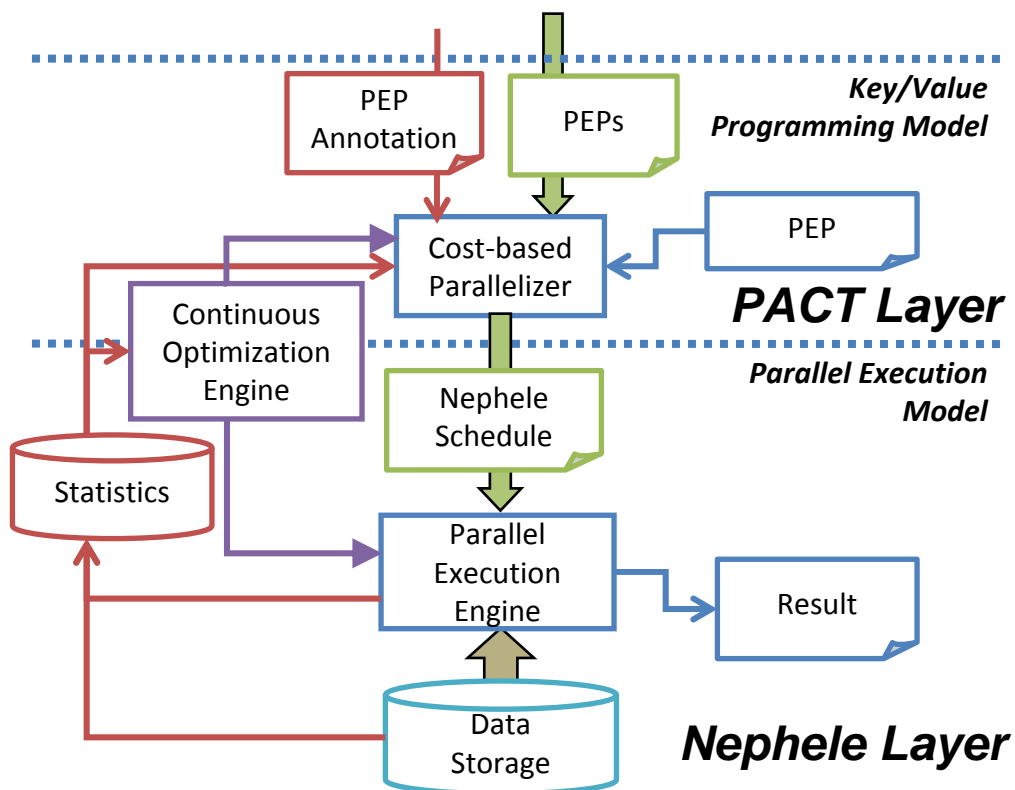 PEP
Annotation
PEPs
Key/Value
Programming Model
PEP
Cost-based
Parallelizer
PACT Layer
Continuous
Optimization
Engine
Parallel Execution
Model
Nephele
Schedule
Statistics
Parallel
Execution
Engine
Result
Data
Storage
Nephele Layer